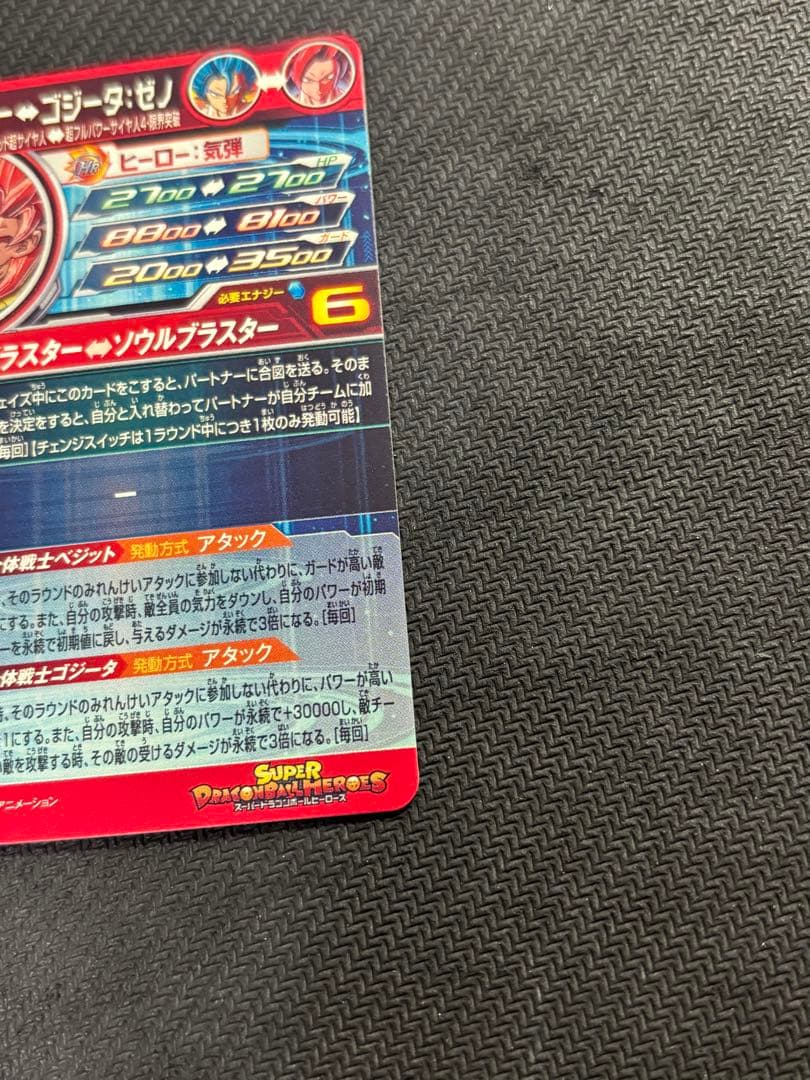 ー⇔ゴジータ:ゼノ
ッド超サイヤ人⇔超フルパワーサイヤ人4・限界突破
Hr ヒーロー:気弾
HP
2700⇔2700
パワー
8800⇔8100
ガード
2000⇔3500
必要エナジー 6
ラスター⇔ソウルブラスター
ェイズ中にこのカードをこすると、パートナーに合図を送る。そのま
を決定をすると、自分と入れ替わってパートナーが自分チームに加
毎回】【チェンジスイッチは1ラウンド中につき1枚のみ発動可能】
ー
体戦士ベジット 発動方式 アタック
、そのラウンドのみれんけいアタックに参加しない代わりに、ガードが高い敵
にする。また、自分の攻撃時、敵全員の気力をダウンし、自分のパワーが初期
ーを永続で初期値に戻し、与えるダメージが永続で3倍になる。[毎回]
体戦士ゴジータ 発動方式 アタック
時、そのラウンドのみれんけいアタックに参加しない代わりに、パワーが高い
1にする。また、自分の攻撃時、自分のパワーが永続で+30000し、敵チー
い敵を攻撃する時、その敵の受けるダメージが永続で3倍になる。[毎回]
SUPER
DRAGONBALL HEROES
スーパードラゴンボールヒーローズ
アニメーション